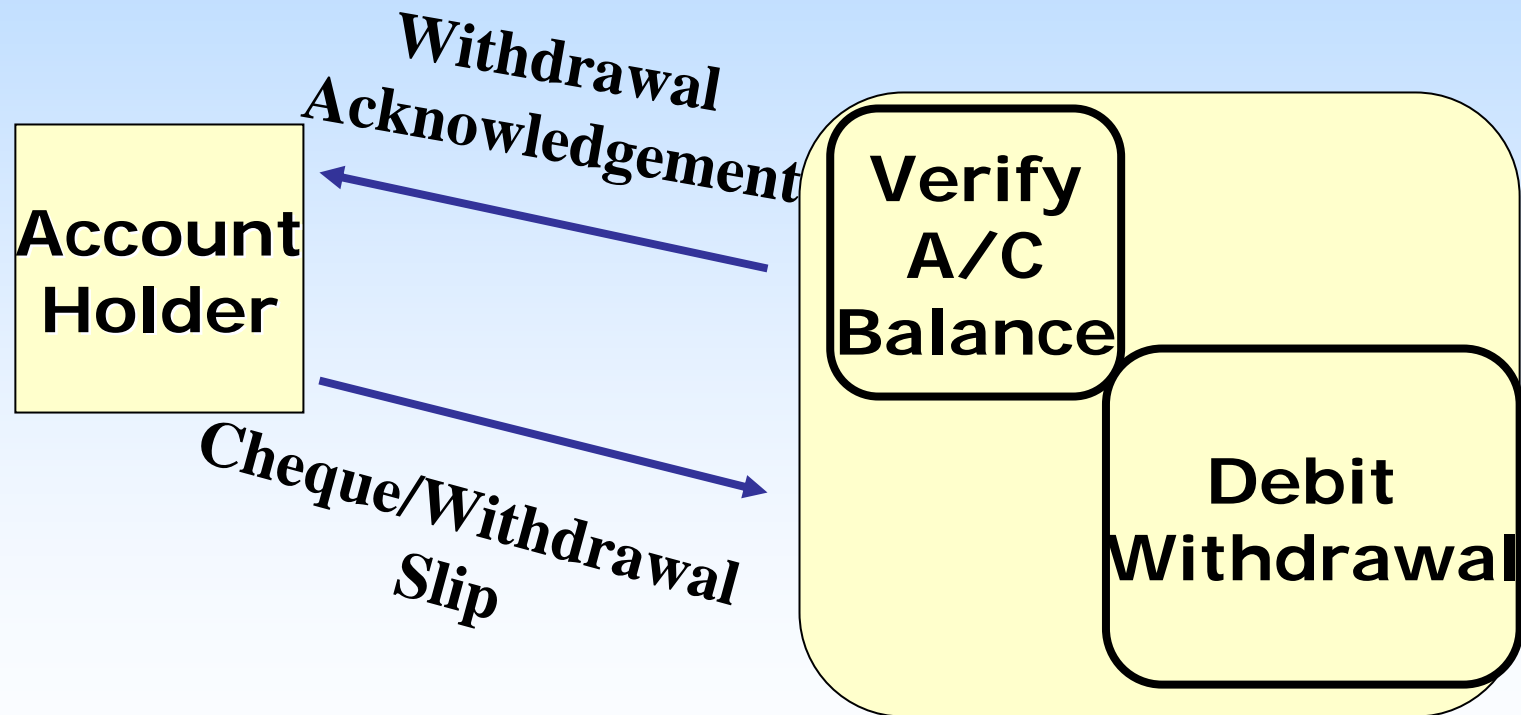 Withdrawal
Acknowledgement
Account
Holder
Cheque/Withdrawal
Slip
Verify
A/C
Balance
Debit
Withdrawal